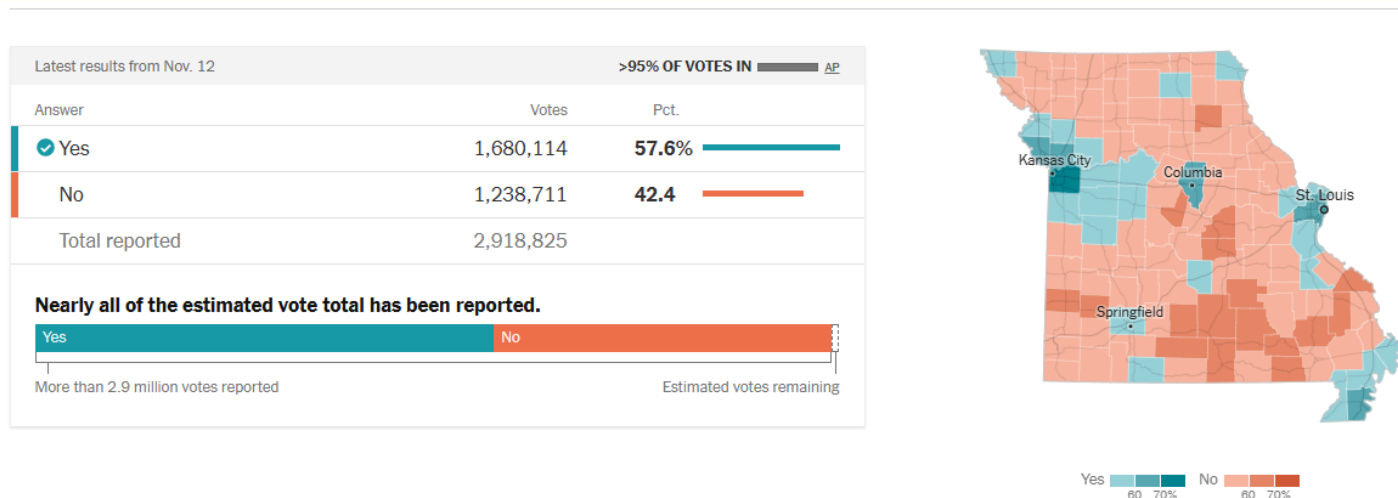 Latest results from Nov. 12 >95% OF VOTES IN AP
Answer Votes Pct.
Yes 1,680,114 57.6%
No 1,238,711 42.4
Total reported 2,918,825
Nearly all of the estimated vote total has been reported.
Yes No
More than 2.9 million votes reported Estimated votes remaining
Kansas City
Columbia
St. Louis
Springfield
Yes No
60 70% 60 70%